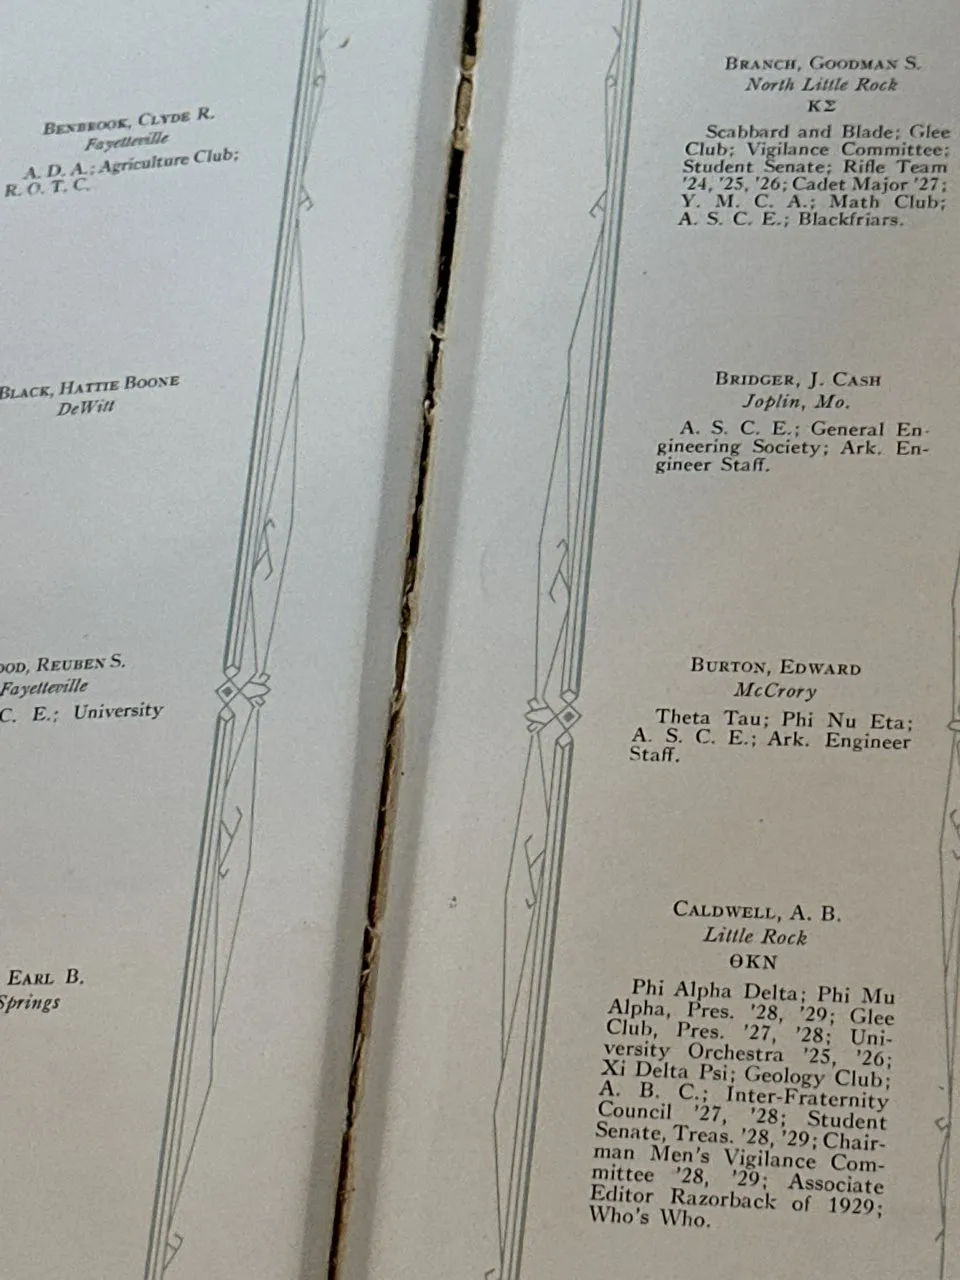 BENBROOK, CLYDE R.
Fayetteville
A. D. A.; Agriculture Club;
R. O. T. C.
BLACK, HATTIE BOONE
DeWitt
OOD, REUBEN S.
Fayetteville
C. E.; University
EARL B.
Springs
BRANCH, GOODMAN S.
North Little Rock
ΚΣ
Scabbard and Blade; Glee
Club; Vigilance Committee;
Student Senate; Rifle Team
'24, '25, '26; Cadet Major '27;
Y. M. C. A.; Math Club;
A. S. C. E.; Blackfriars.
BRIDGER, J. CASH
Joplin, Mo.
A. S. C. E.; General En-
gineering Society; Ark. En-
gineer Staff.
BURTON, EDWARD
McCrory
Theta Tau; Phi Nu Eta;
A. S. C. E.; Ark. Engineer
Staff.
CALDWELL, A. B.
Little Rock
ΘΚΝ
Phi Alpha Delta; Phi Mu
Alpha, Pres. '28, '29; Glee
Club, Pres. '27, '28; Uni-
versity Orchestra '25, '26;
Xi Delta Psi; Geology Club;
A. B. C.; Inter-Fraternity
Council '27, '28; Student
Senate, Treas. '28, '29; Chair-
man Men's Vigilance Com-
mittee '28, '29; Associate
Editor Razorback of 1929;
Who's Who.